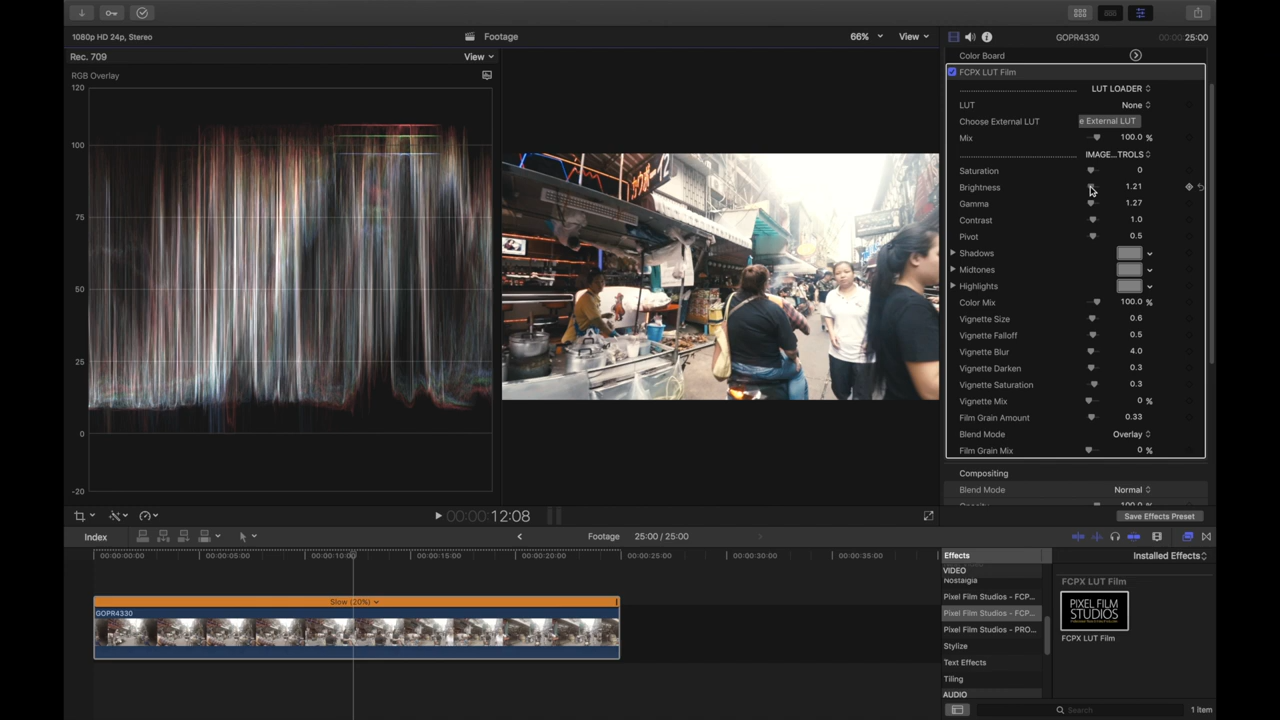 1080p HD 24p, Stereo
Footage
66%
View
GOPR4330
00:00:25:00
Rec. 709
View
RGB Overlay
120
100
75
50
25
0
-20
Color Board
FCPX LUT Film
LUT LOADER
LUT
None
Choose External LUT
e External LUT
Mix
100.0 %
IMAGE...TROLS
Saturation
0
Brightness
1.21
Gamma
1.27
Contrast
1.0
Pivot
0.5
Shadows
Midtones
Highlights
Color Mix
100.0 %
Vignette Size
0.6
Vignette Falloff
0.5
Vignette Blur
4.0
Vignette Darken
0.3
Vignette Saturation
0.3
Vignette Mix
0 %
Film Grain Amount
0.33
Blend Mode
Overlay
Film Grain Mix
0 %
Compositing
Blend Mode
Normal
Save Effects Preset
00:00:12:08
Index
Footage
25:00 / 25:00
00:00:00:00
00:00:05:00
00:00:10:00
00:00:15:00
00:00:20:00
00:00:25:00
00:00:30:00
00:00:35:00
Slow (20%)
GOPR4330
Effects
Installed Effects
VIDEO
Nostalgia
Pixel Film Studios - FCP...
Pixel Film Studios - FCP...
Pixel Film Studios - PRO...
Stylize
Text Effects
Tiling
AUDIO
FCPX LUT Film
PIXEL FILM
STUDIOS
FCPX LUT Film
Search
1 item